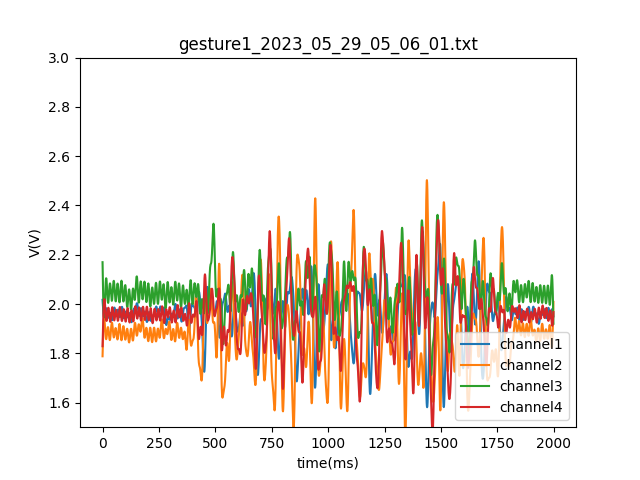 gesture1_2023_05_29_05_06_01.txt
3.0
2.8
2.6
2.4
2.2
2.0
1.8
1.6
V(V)
channel1
channel2
channel3
channel4
0 250 500 750 1000 1250 1500 1750 2000
time(ms)